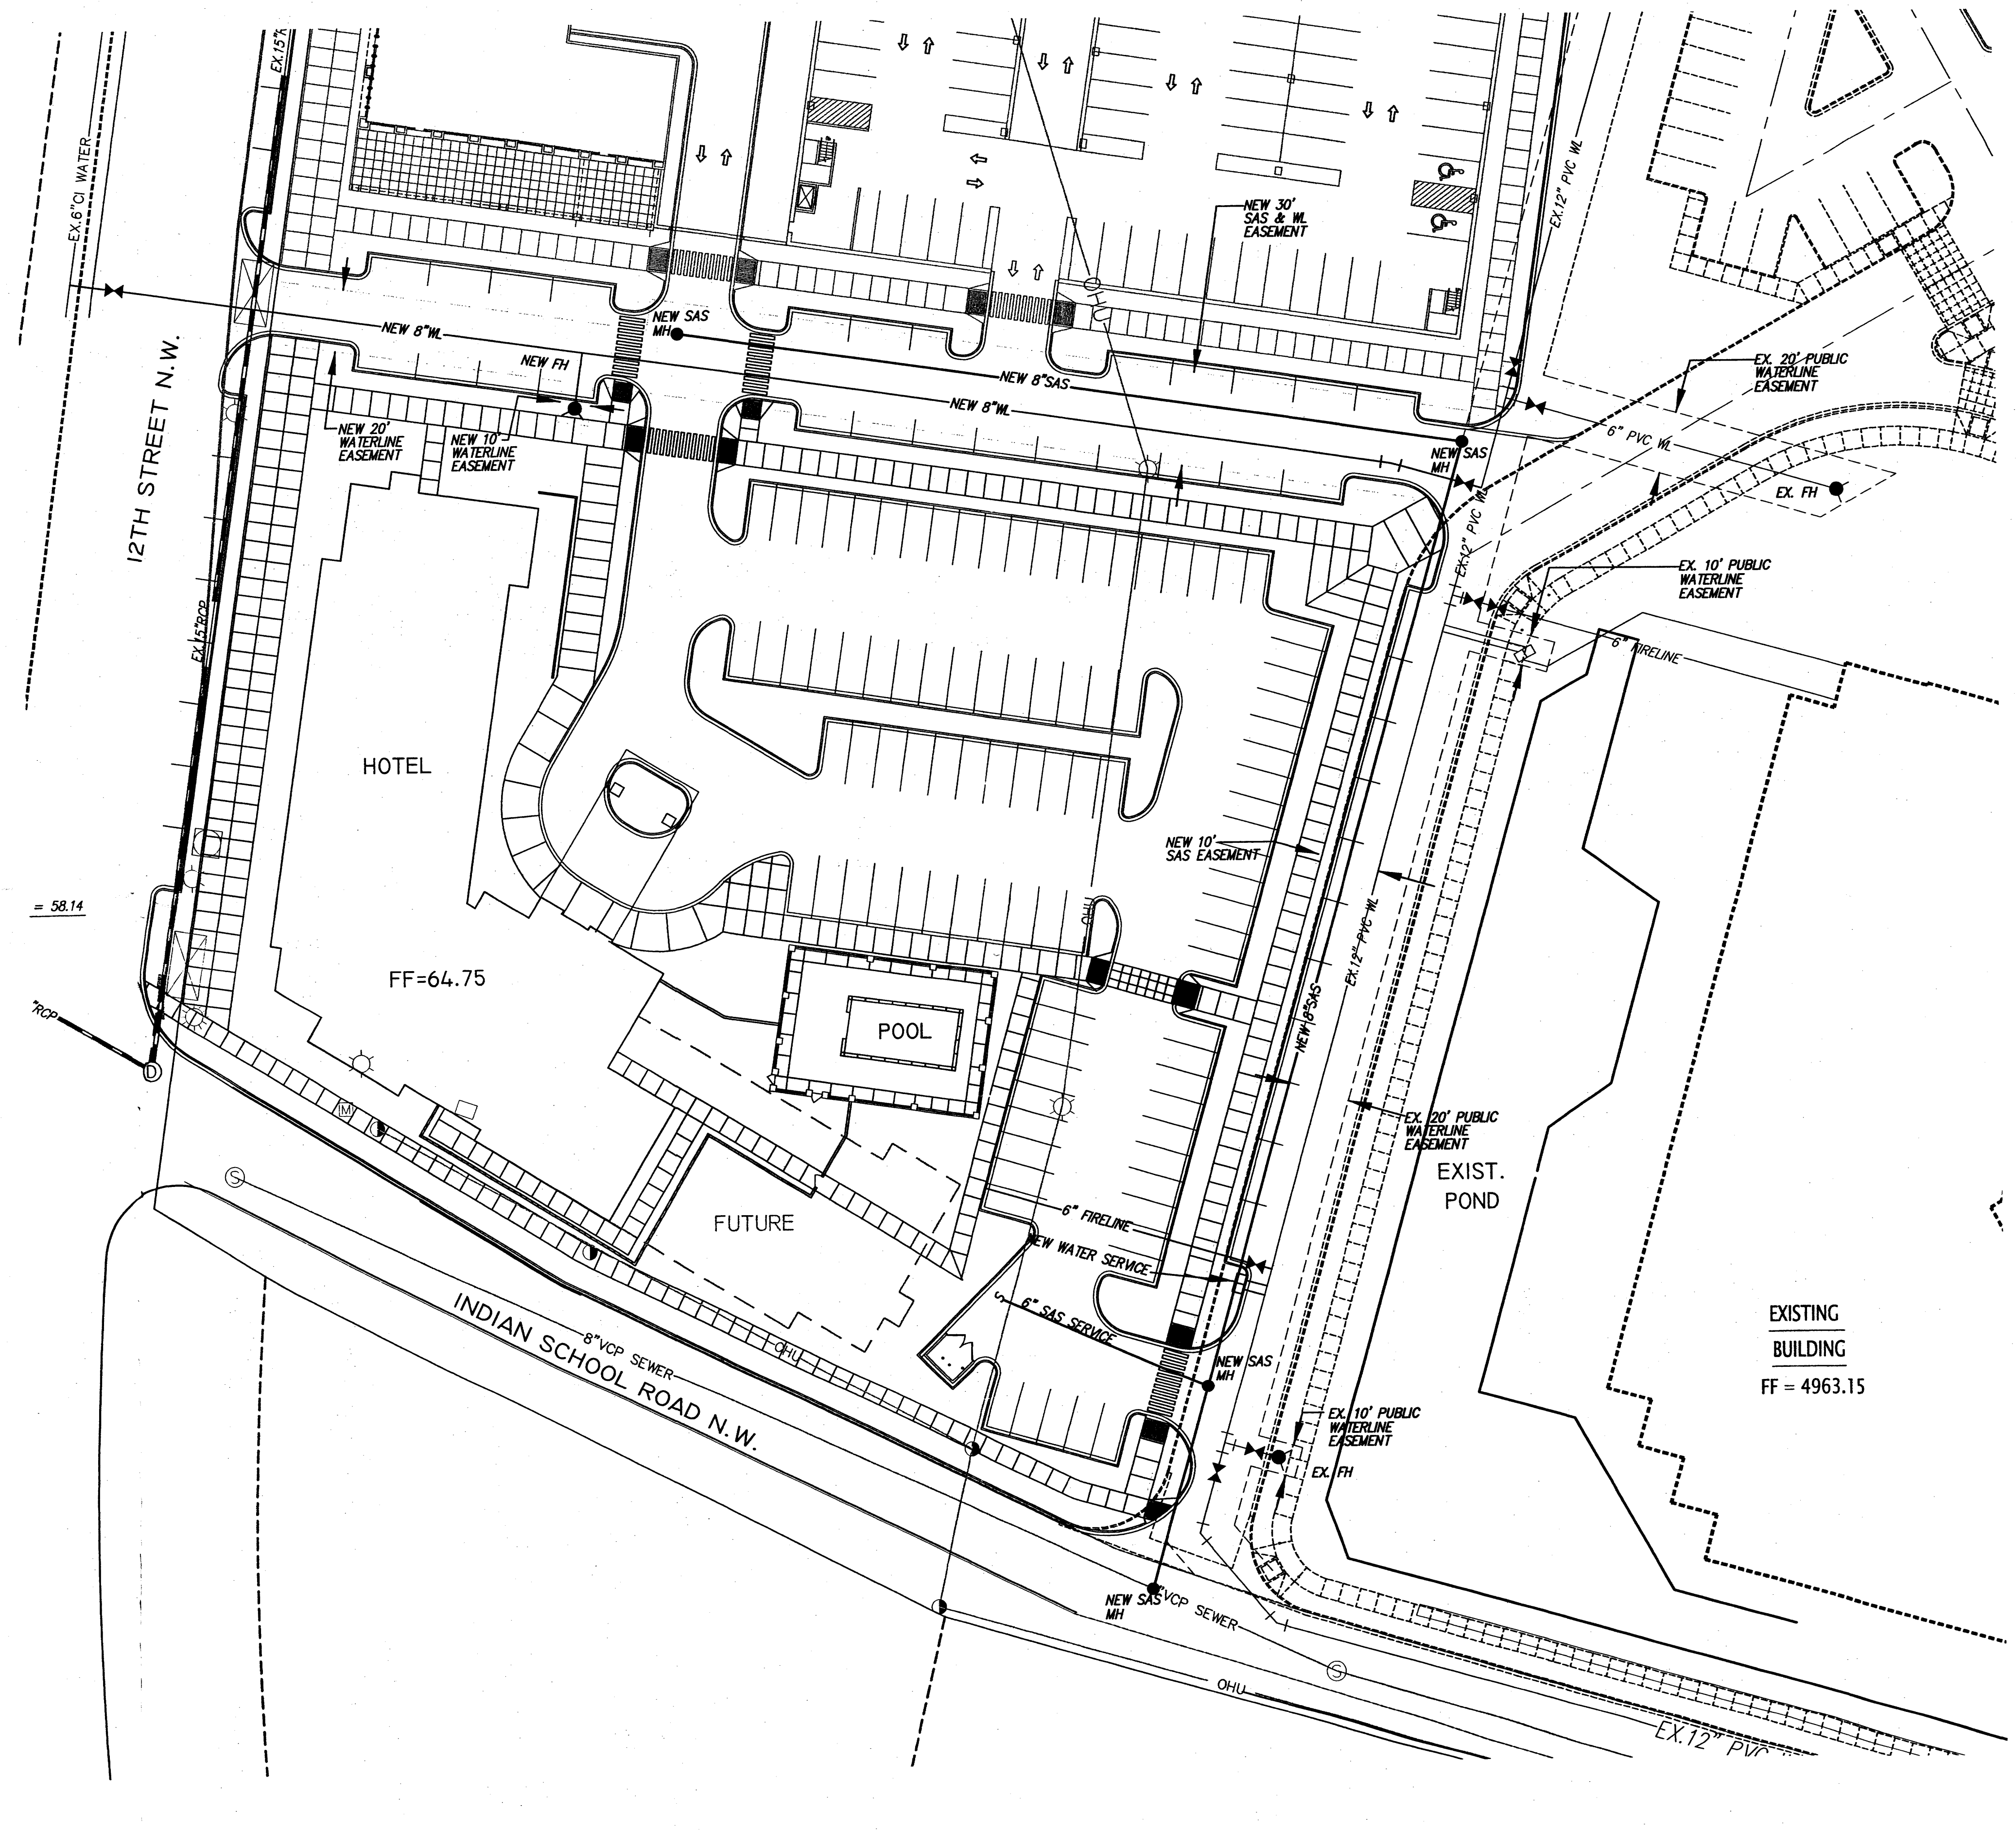 EX.15"R
EX.6"CI WATER
EX.12" PVC WL
NEW 30'
SAS & WL
EASEMENT
OHU
NEW SAS
MH
NEW 8"WL
NEW FH
NEW 8"SAS
NEW 8"WL
EX. 20' PUBLIC
WATERLINE
EASEMENT
NEW 20'
WATERLINE
EASEMENT
NEW 10'
WATERLINE
EASEMENT
6" PVC WL
NEW SAS
MH
EX. FH
12TH STREET N.W.
EX.12" PVC WL
EX. 10' PUBLIC
WATERLINE
EASEMENT
EX.15"RCP
6" FIRELINE
HOTEL
NEW 10'
SAS EASEMENT
= 58.14
OHU
EX.12" PVC WL
FF=64.75
"RCP
POOL
NEW 8"SAS
D
M
EX. 20' PUBLIC
WATERLINE
EASEMENT
EXIST.
POND
S
FUTURE
6" FIRELINE
EW WATER SERVICE
S
6" SAS SERVICE
INDIAN SCHOOL ROAD N.W.
8"VCP SEWER
OHU
NEW SAS
MH
EXISTING
BUILDING
FF = 4963.15
EX. 10' PUBLIC
WATERLINE
EASEMENT
EX. FH
NEW SAS
MH
"VCP SEWER
S
OHU
EX.12" PVC